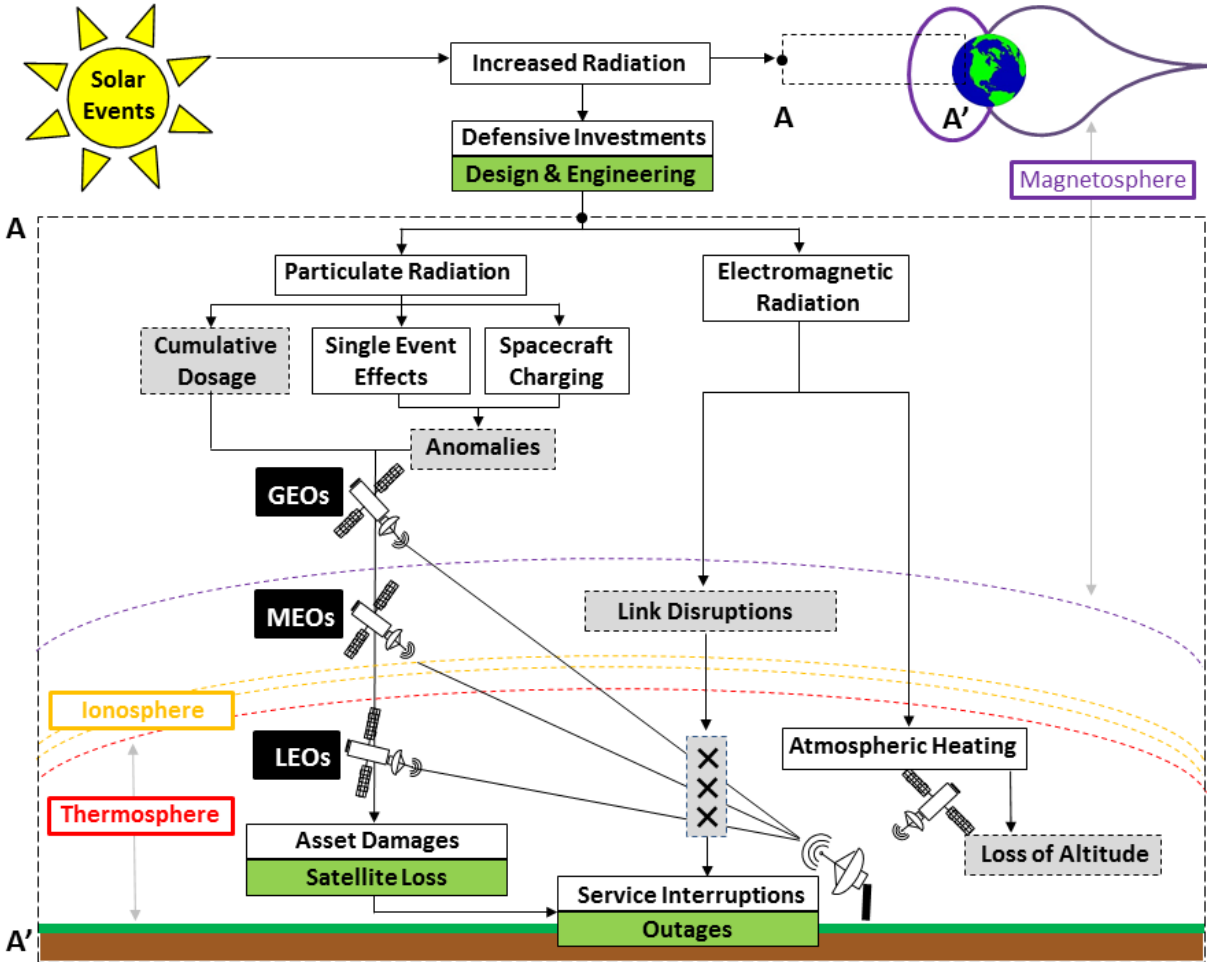 Solar
Events
Increased Radiation
A
A'
Defensive Investments
Design & Engineering
Magnetosphere
A
Particulate Radiation
Electromagnetic
Radiation
Cumulative
Dosage
Single Event
Effects
Spacecraft
Charging
Anomalies
GEOs
MEOs
Link Disruptions
Ionosphere
LEOs
Atmospheric Heating
Thermosphere
Asset Damages
Satellite Loss
Loss of Altitude
Service Interruptions
Outages
A'